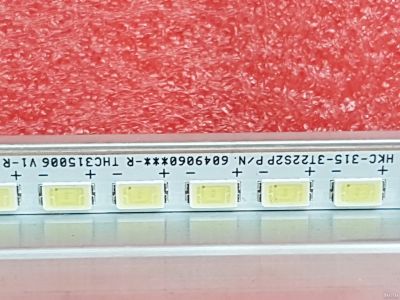 HKC-315-3T22S2P P/N. 6049060****-R THC315006 V1-R
- + - + - + - + - +